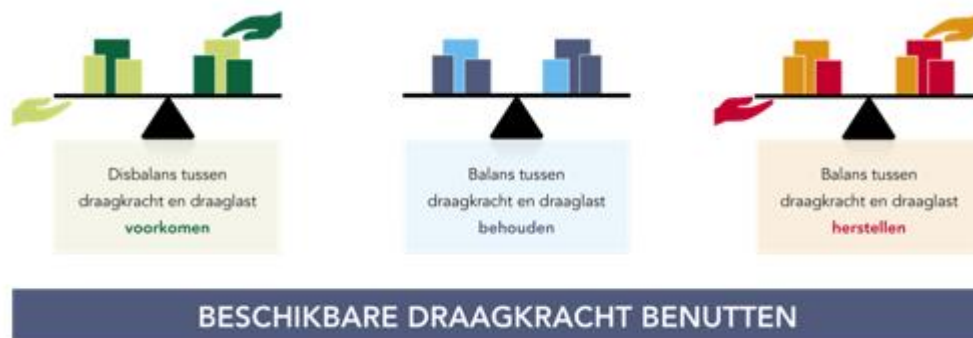 Disbalans tussen
draagkracht en draaglast
voorkomen
Balans tussen
draagkracht en draaglast
behouden
Balans tussen
draagkracht en draaglast
herstellen
BESCHIKBARE DRAAGKRACHT BENUTTEN